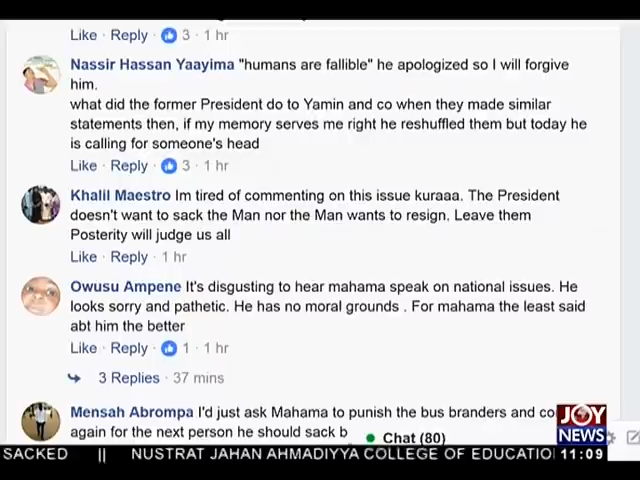 Like · Reply · 3 · 1 hr
Nassir Hassan Yaayima "humans are fallible" he apologized so I will forgive
him.
what did the former President do to Yamin and co when they made similar
statements then, if my memory serves me right he reshuffled them but today he
is calling for someone's head
Like · Reply · 3 · 1 hr
Khalil Maestro Im tired of commenting on this issue kuraaa. The President
doesn't want to sack the Man nor the Man wants to resign. Leave them
Posterity will judge us all
Like · Reply · 1 hr
Owusu Ampene It's disgusting to hear mahama speak on national issues. He
looks sorry and pathetic. He has no moral grounds . For mahama the least said
abt him the better
Like · Reply · 1 · 1 hr
3 Replies · 37 mins
Mensah Abrompa I'd just ask Mahama to punish the bus branders and co
again for the next person he should sack b
Chat (80)
JOY
NEWS
SACKED || NUSTRAT JAHAN AHMADIYYA COLLEGE OF EDUCATIO
11:09